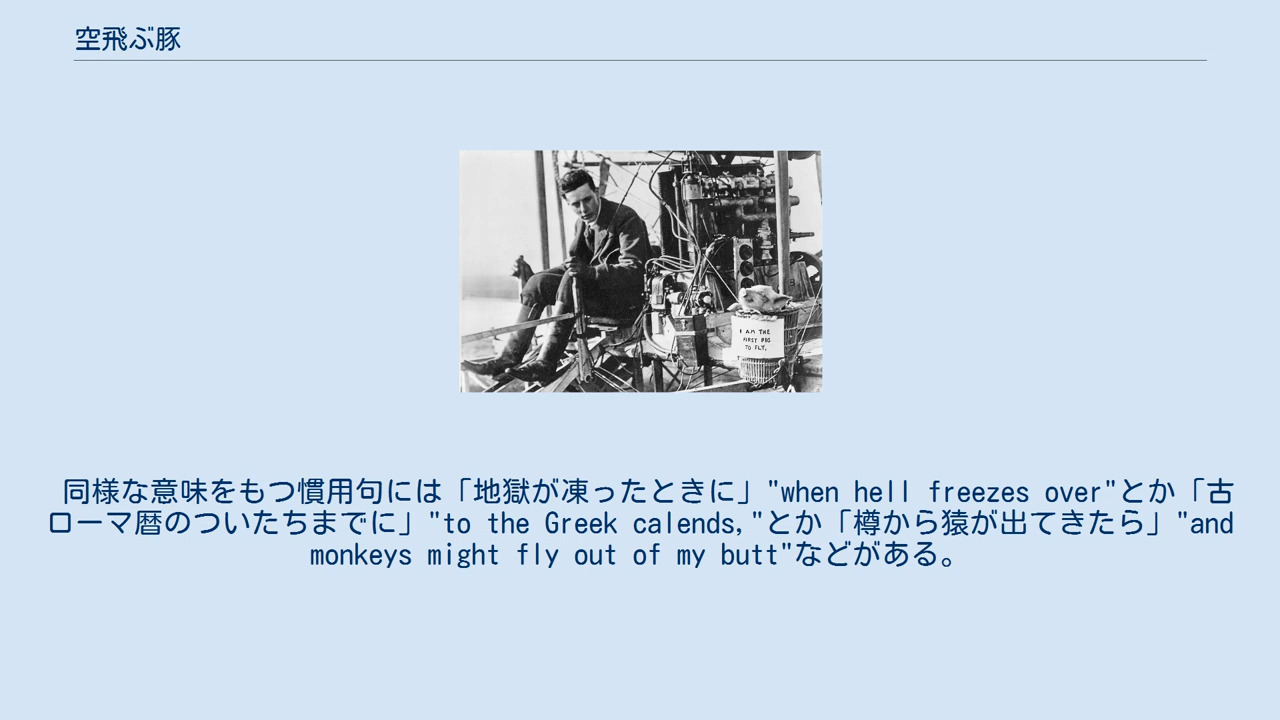 空飛ぶ豚
I AM THE
FIRST PIG
TO FLY.
同様な意味をもつ慣用句には「地獄が凍ったときに」"when hell freezes over"とか「古
ローマ暦のついたちまでに」"to the Greek calends,"とか「樽から猿が出てきたら」"and
monkeys might fly out of my butt"などがある。